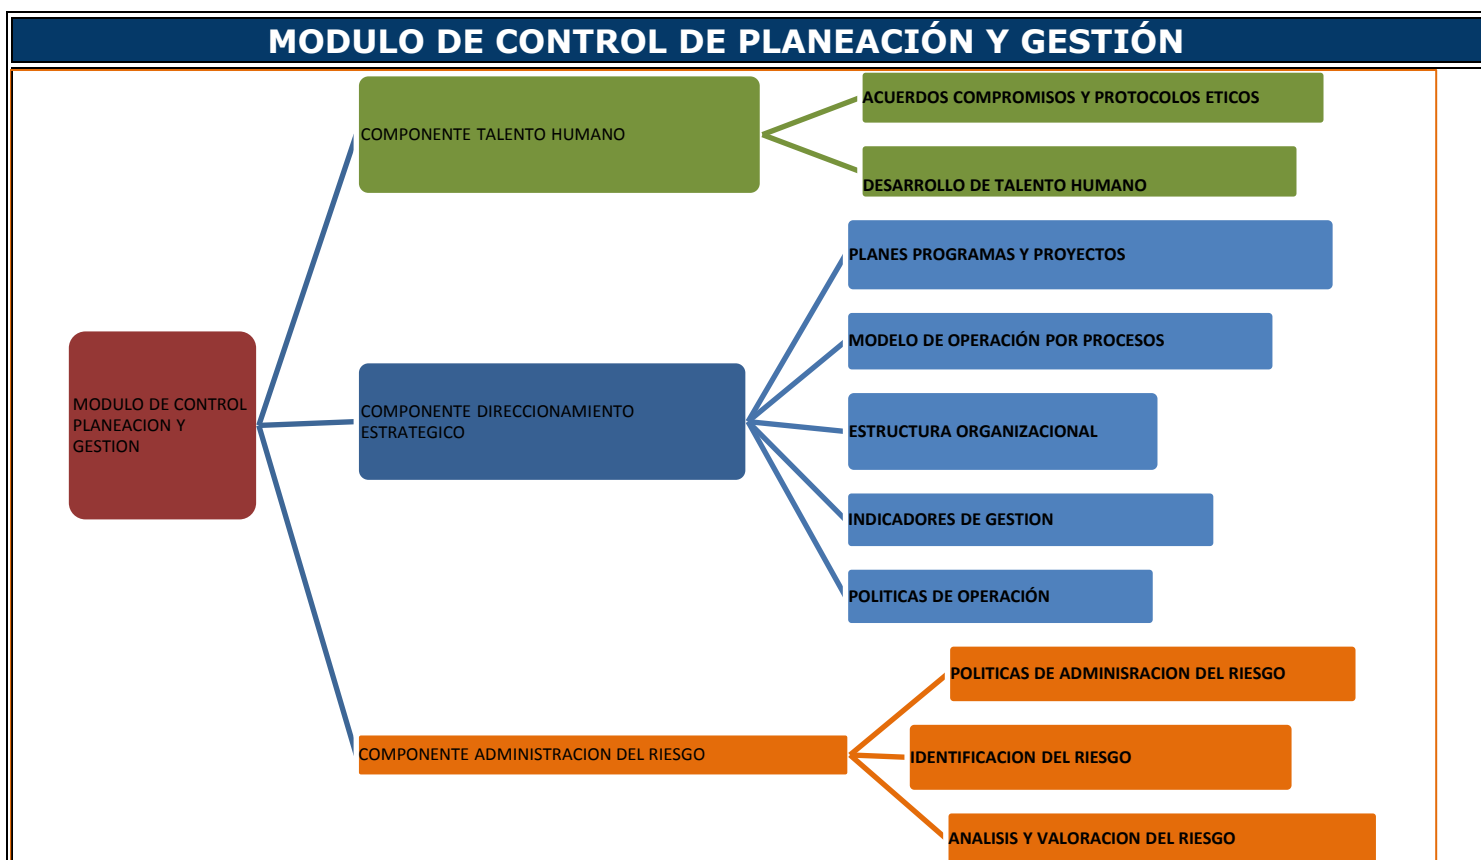 MODULO DE CONTROL DE PLANEACIÓN Y GESTIÓN
MODULO DE CONTROL
PLANEACION Y
GESTION
COMPONENTE TALENTO HUMANO
ACUERDOS COMPROMISOS Y PROTOCOLOS ETICOS
DESARROLLO DE TALENTO HUMANO
COMPONENTE DIRECCIONAMIENTO
ESTRATEGICO
PLANES PROGRAMAS Y PROYECTOS
MODELO DE OPERACIÓN POR PROCESOS
ESTRUCTURA ORGANIZACIONAL
INDICADORES DE GESTION
POLITICAS DE OPERACIÓN
COMPONENTE ADMINISTRACION DEL RIESGO
POLITICAS DE ADMINISRACION DEL RIESGO
IDENTIFICACION DEL RIESGO
ANALISIS Y VALORACION DEL RIESGO